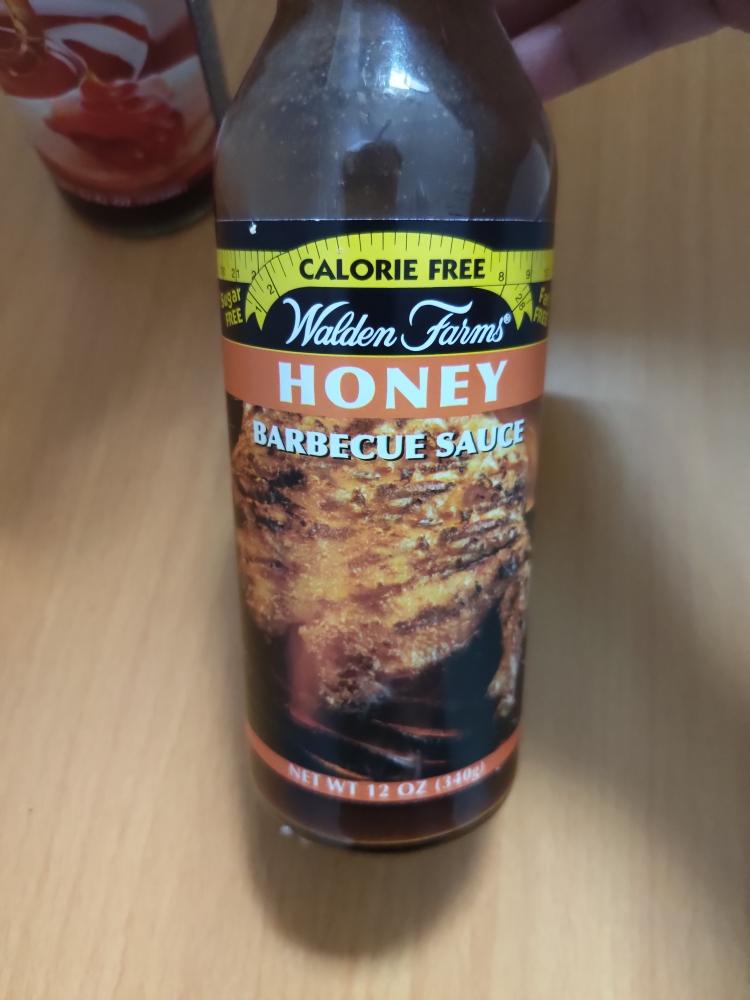 CALORIE FREE
Sugar
FREE
Walden Farms®
HONEY
BARBECUE SAUCE
NET WT 12 OZ (340g)